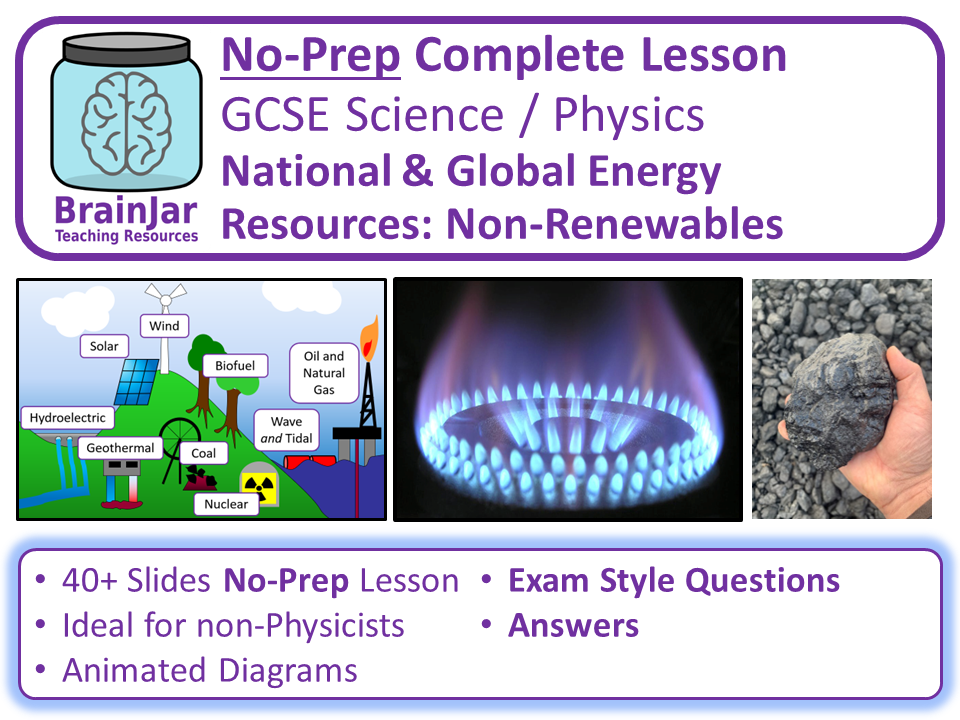 No-Prep Complete Lesson
GCSE Science / Physics
National & Global Energy
Resources: Non-Renewables
BrainJar
Teaching Resources
Wind
Solar
Biofuel
Oil and
Natural
Gas
Hydroelectric
Wave
and Tidal
Geothermal
Coal
Nuclear
• 40+ Slides No-Prep Lesson
• Ideal for non-Physicists
• Animated Diagrams
• Exam Style Questions
• Answers